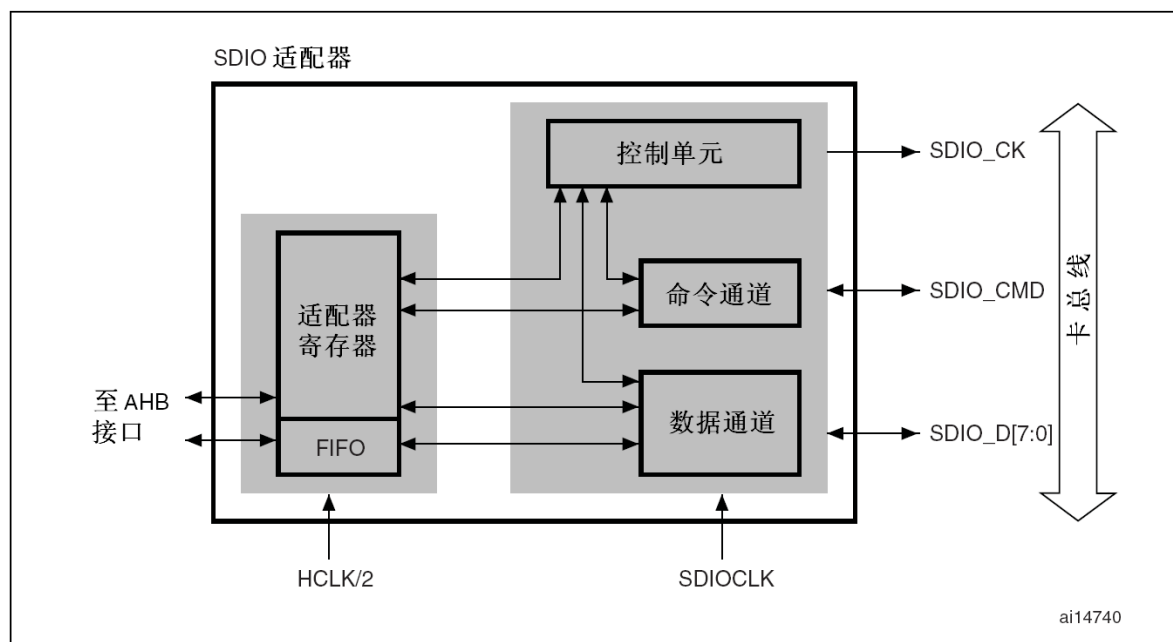 SDIO 适配器
控制单元
SDIO_CK
命令通道
SDIO_CMD
适配器
寄存器
至 AHB
接口
FIFO
数据通道
SDIO_D[7:0]
卡总线
HCLK/2
SDIOCLK
ai14740